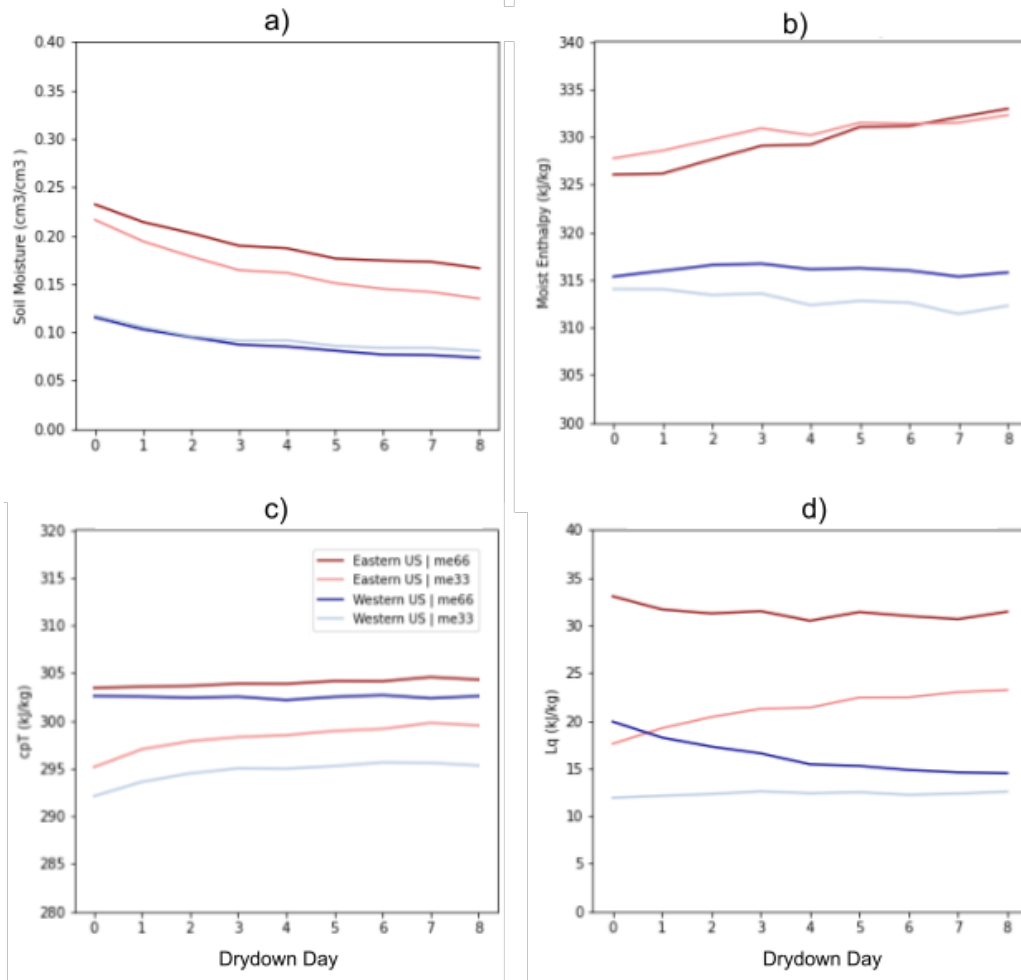 a)
0.40
0.35
0.30
0.25
0.20
0.15
0.10
0.05
0.00
Soil Moisture (cm3/cm3 )
0 1 2 3 4 5 6 7 8
b)
340
335
330
325
320
315
310
305
300
Moist Enthalpy (kJ/kg)
0 1 2 3 4 5 6 7 8
c)
320
315
310
305
300
295
290
285
280
cpT (kJ/kg)
Eastern US | me66
Eastern US | me33
Western US | me66
Western US | me33
0 1 2 3 4 5 6 7 8
Drydown Day
d)
40
35
30
25
20
15
10
5
0
Lq (kJ/kg)
0 1 2 3 4 5 6 7 8
Drydown Day